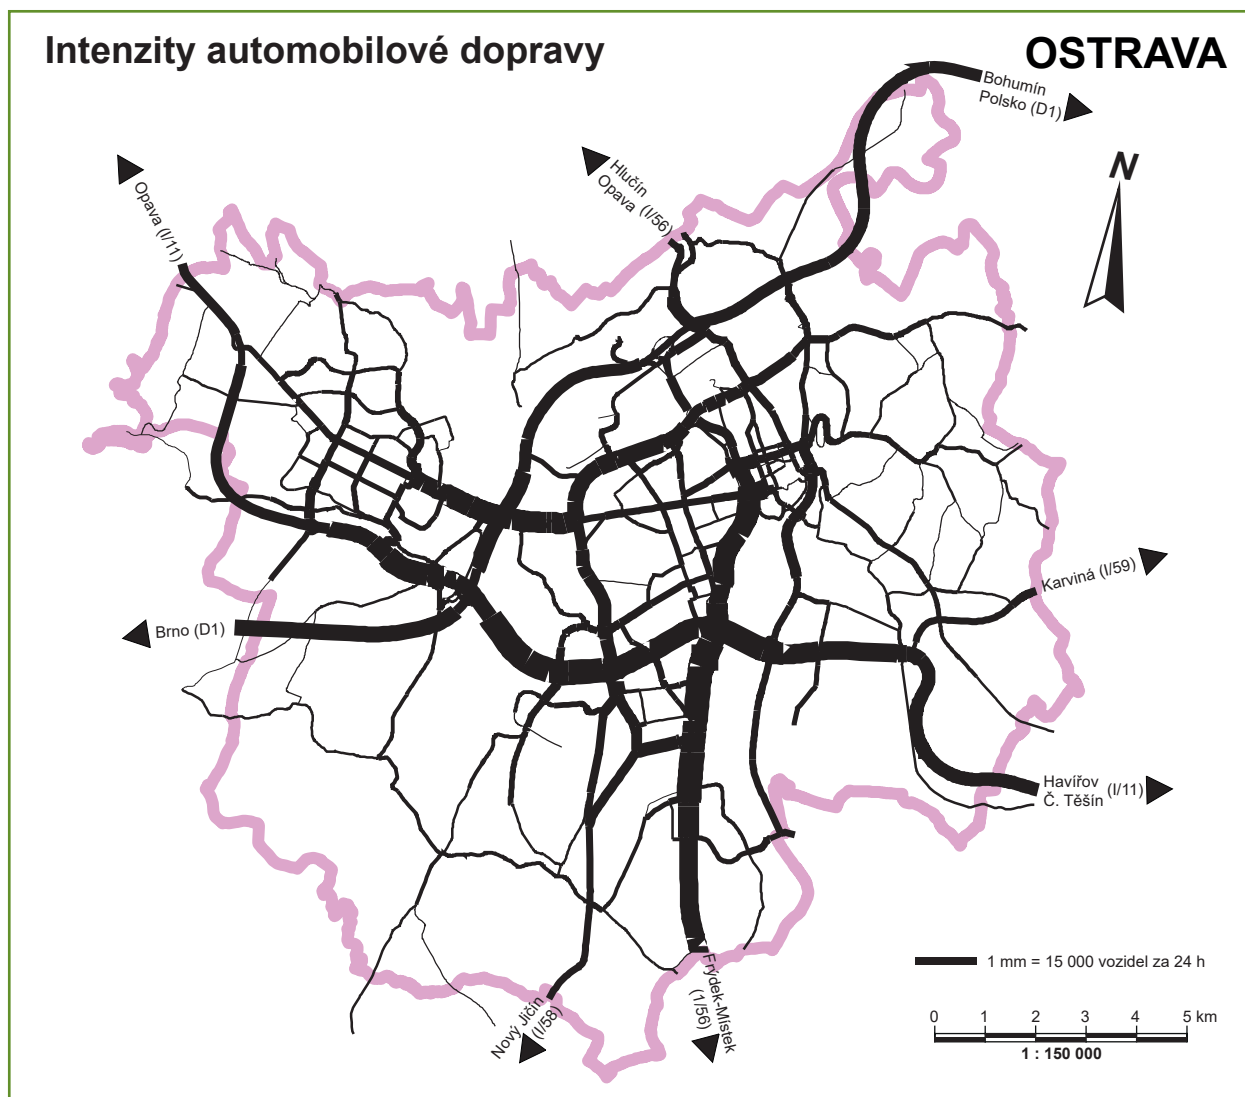 Intenzity automobilové dopravy
OSTRAVA
Bohumín
Polsko (D1)
N
Hlučín
Opava (I/56)
Opava (I/11)
Karviná (I/59)
Brno (D1)
Havířov
Č. Těšín (I/11)
Nový Jičín
(I/58)
Frýdek-Místek
(1/56)
1 mm = 15 000 vozidel za 24 h
0 1 2 3 4 5 km
1 : 150 000